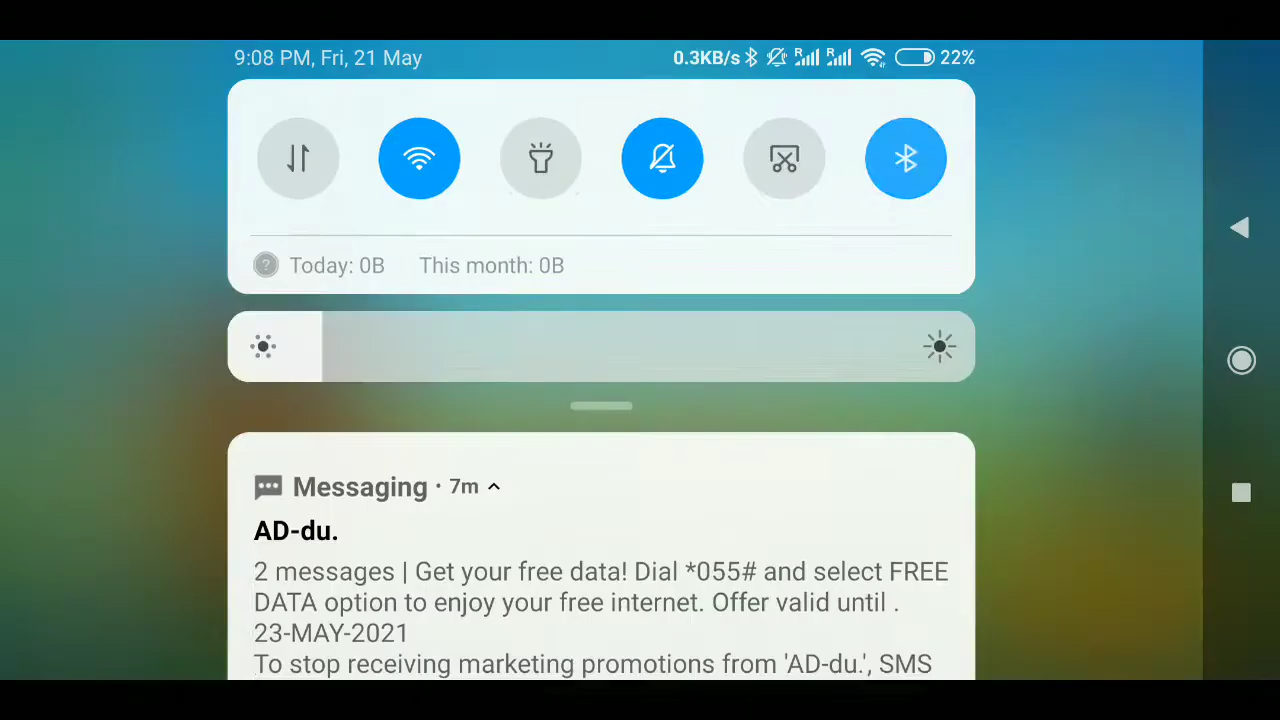 9:08 PM, Fri, 21 May 0.3KB/s R R 22%
Today: 0B This month: 0B
Messaging · 7m
AD-du.
2 messages | Get your free data! Dial *055# and select FREE
DATA option to enjoy your free internet. Offer valid until .
23-MAY-2021
To stop receiving marketing promotions from 'AD-du.', SMS